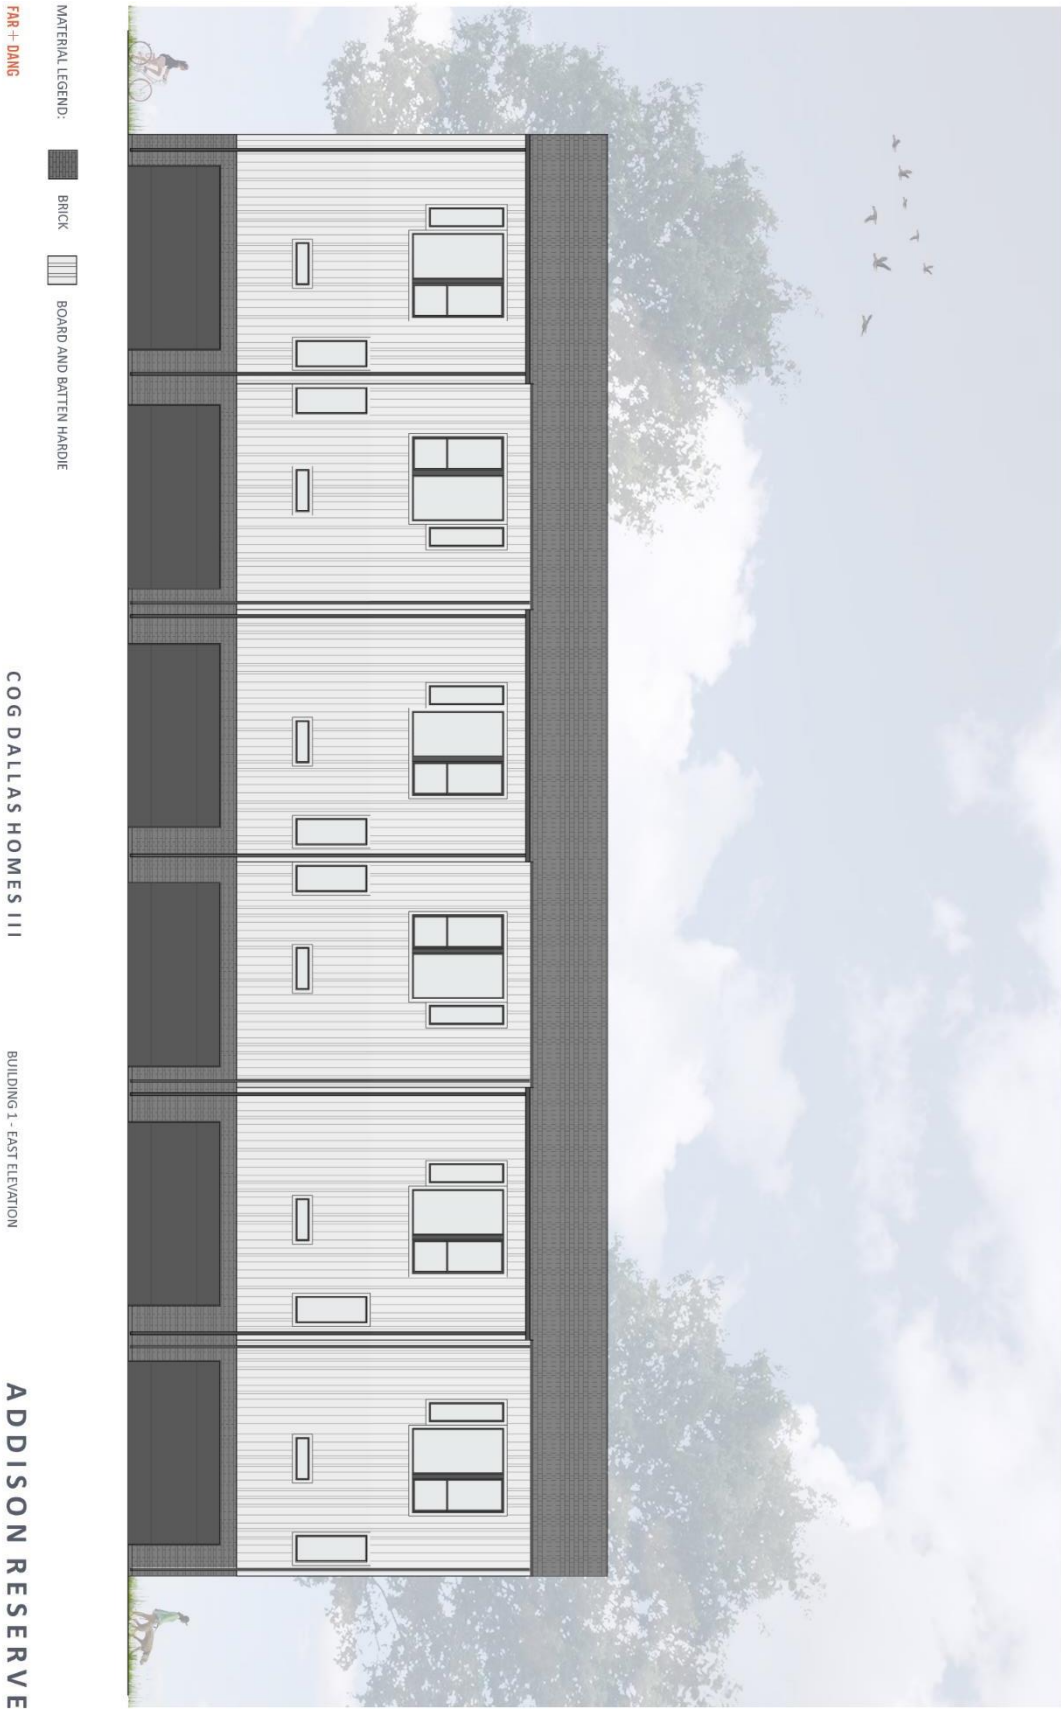 MATERIAL LEGEND:
BRICK
BOARD AND BATTEN HARDIE
FAR + DANG
COG DALLAS HOMES III
BUILDING 1 - EAST ELEVATION
ADDISON RESERVE